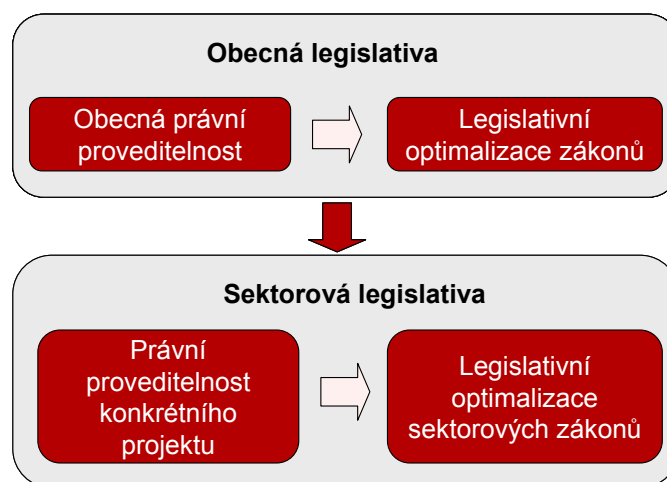 Obecná legislativa
Obecná právní
proveditelnost
Legislativní
optimalizace zákonů
Sektorová legislativa
Právní
proveditelnost
konkrétního
projektu
Legislativní
optimalizace
sektorových zákonů